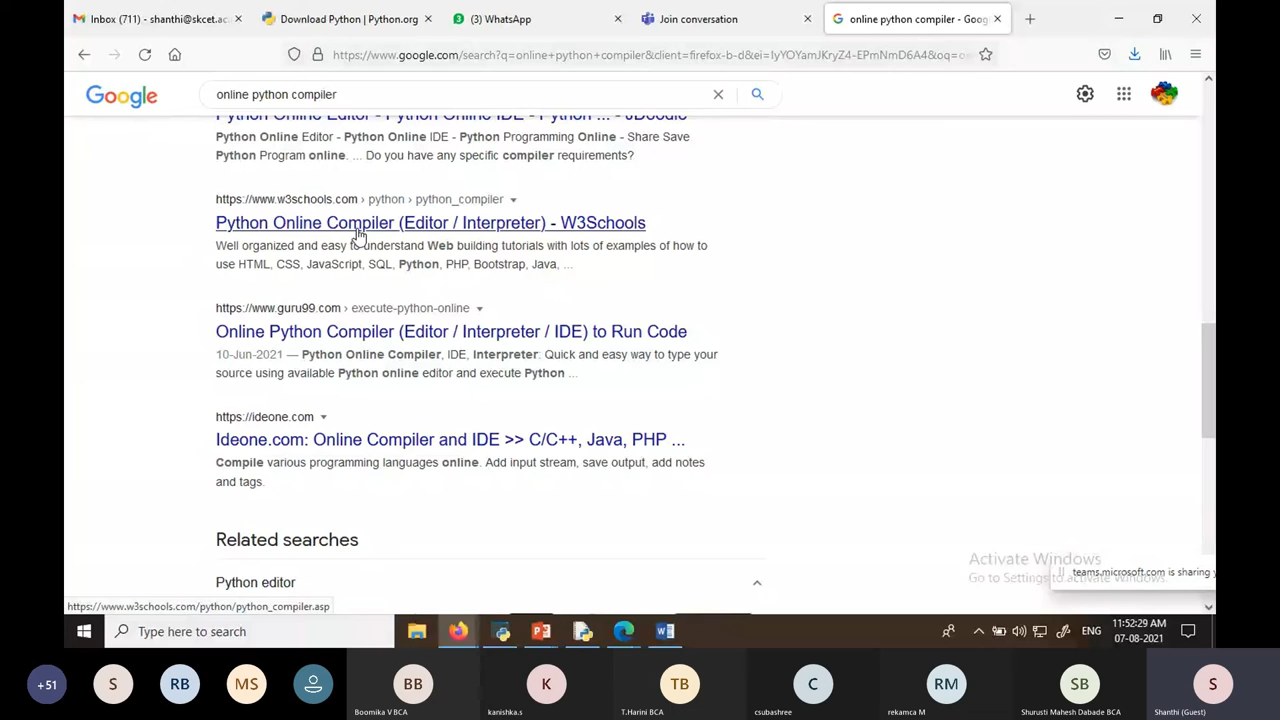 Inbox (711) - shanthi@skcet.ac
Download Python | Python.org
(3) WhatsApp
Join conversation
online python compiler - Goog
https://www.google.com/search?q=online+python+compiler&client=firefox-b-d&ei=IyYOYamJKryZ4-EPmNmD6A4&oq=o
Google
online python compiler
Python Online Editor - Python Online IDE - Python ... - JDoodle
Python Online Editor - Python Online IDE - Python Programming Online - Share Save
Python Program online. ... Do you have any specific compiler requirements?
https://www.w3schools.com › python › python_compiler
Python Online Compiler (Editor / Interpreter) - W3Schools
Well organized and easy to understand Web building tutorials with lots of examples of how to
use HTML, CSS, JavaScript, SQL, Python, PHP, Bootstrap, Java, ...
https://www.guru99.com › execute-python-online
Online Python Compiler (Editor / Interpreter / IDE) to Run Code
10-Jun-2021 — Python Online Compiler, IDE, Interpreter: Quick and easy way to type your
source using available Python online editor and execute Python ...
https://ideone.com
Ideone.com: Online Compiler and IDE >> C/C++, Java, PHP ...
Compile various programming languages online. Add input stream, save output, add notes
and tags.
Related searches
Python editor
Activate Windows
Go to Settings to activate Windows.
teams.microsoft.com is sharing y
https://www.w3schools.com/python/python_compiler.asp
Type here to search
ENG
11:52:29 AM
07-08-2021
+51
S
RB
MS
BB
K
TB
C
RM
SB
S
Boomika V BCA
kanishka.s
T.Harini BCA
csubashree
rekamca M
Shurusti Mahesh Dabade BCA
Shanthi (Guest)